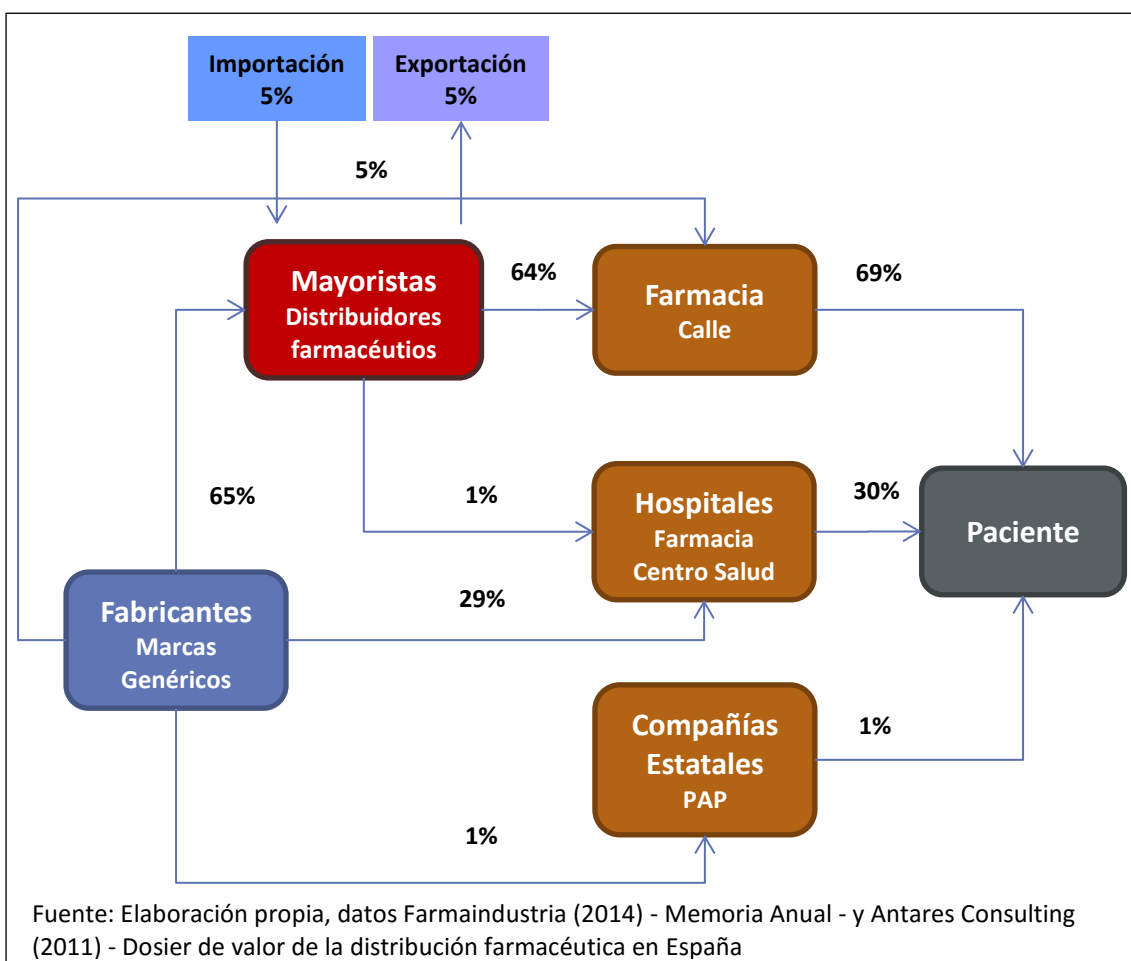 Importación
5%
Exportación
5%
5%
Mayoristas
Distribuidores
farmacéutios
64%
Farmacia
Calle
69%
65%
1%
Hospitales
Farmacia
Centro Salud
30%
Paciente
29%
Fabricantes
Marcas
Genéricos
Compañías
Estatales
PAP
1%
1%
Fuente: Elaboración propia, datos Farmaindustria (2014) - Memoria Anual - y Antares Consulting
(2011) - Dosier de valor de la distribución farmacéutica en España